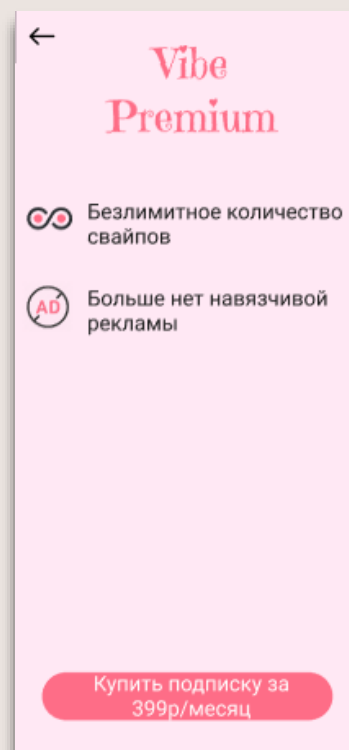 Vibe
Premium
Безлимитное количество
свайпов
AD
Больше нет навязчивой
рекламы
Купить подписку за
399р/месяц